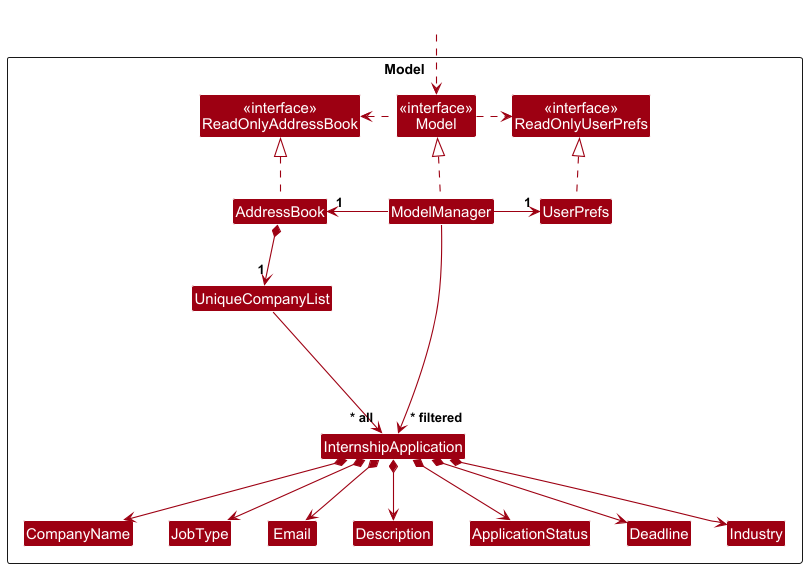 Model
«interface»
ReadOnlyAddressBook
«interface»
Model
«interface»
ReadOnlyUserPrefs
AddressBook
1
ModelManager
1
UserPrefs
1
UniqueCompanyList
* all
* filtered
InternshipApplication
CompanyName
JobType
Email
Description
ApplicationStatus
Deadline
Industry